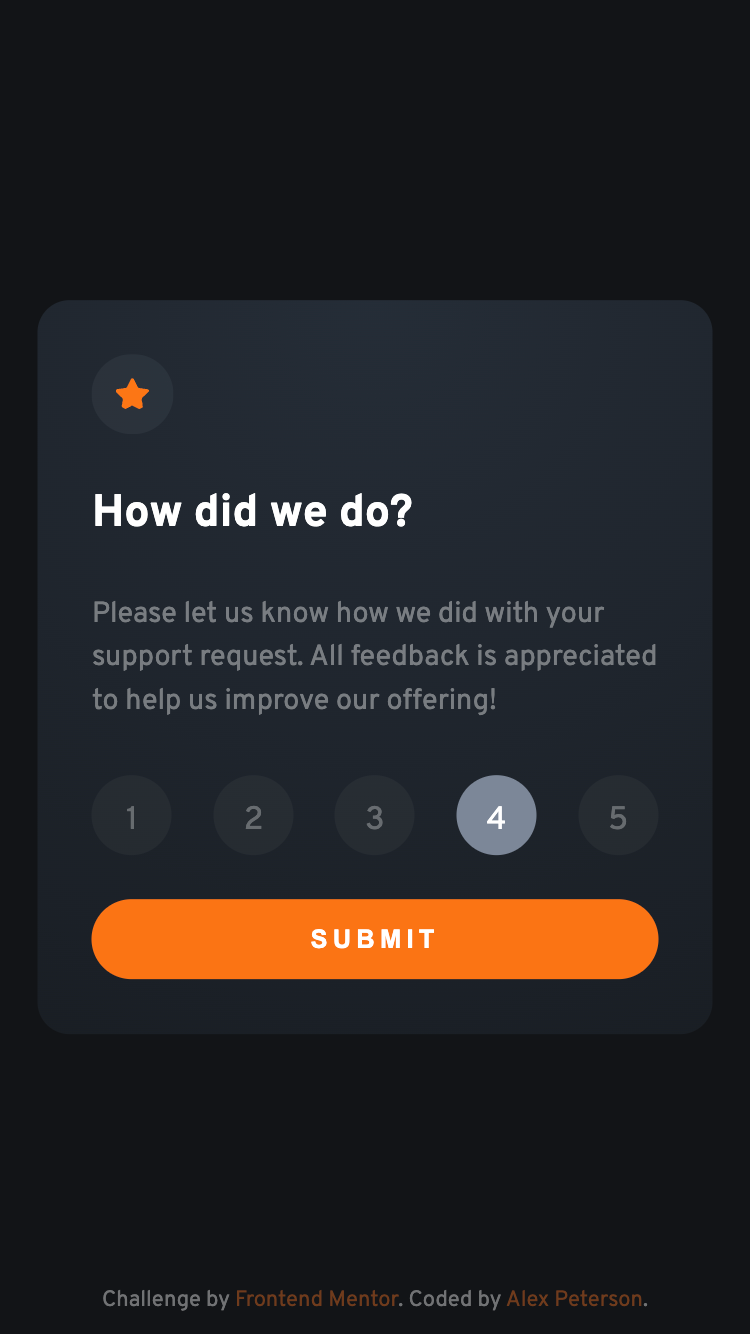 How did we do?
Please let us know how we did with your
support request. All feedback is appreciated
to help us improve our offering!
1 2 3 4 5
SUBMIT
Challenge by Frontend Mentor. Coded by Alex Peterson.